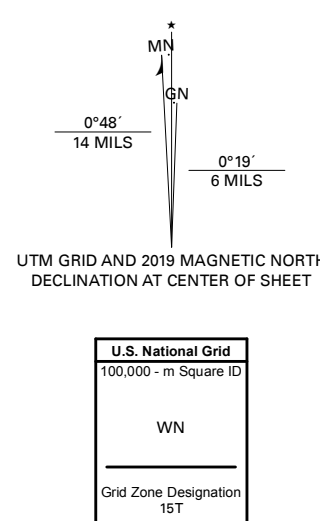 MN
GN
0°48´
14 MILS
0°19´
6 MILS
UTM GRID AND 2019 MAGNETIC NORTH
DECLINATION AT CENTER OF SHEET
U.S. National Grid
100,000 - m Square ID
WN
Grid Zone Designation
15T